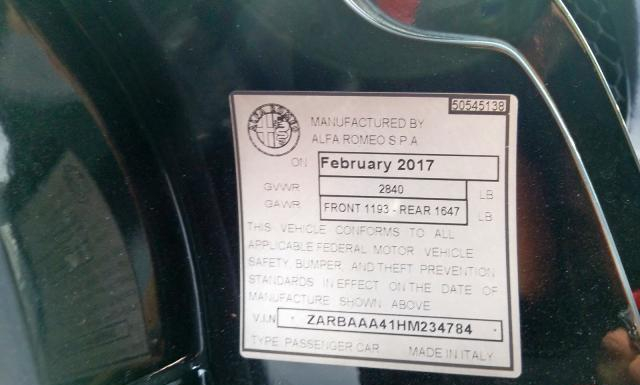 50545138
ALFA ROMEO
MANUFACTURED BY
ALFA ROMEO S.P.A
ON February 2017
GVWR 2840 LB
GAWR FRONT 1193 - REAR 1647 LB
THIS VEHICLE CONFORMS TO ALL
APPLICABLE FEDERAL MOTOR VEHICLE
SAFETY, BUMPER, AND THEFT PREVENTION
STANDARDS IN EFFECT ON THE DATE OF
MANUFACTURE SHOWN ABOVE
V.I.N. ZARBAAA41HM234784
TYPE PASSENGER CAR MADE IN ITALY